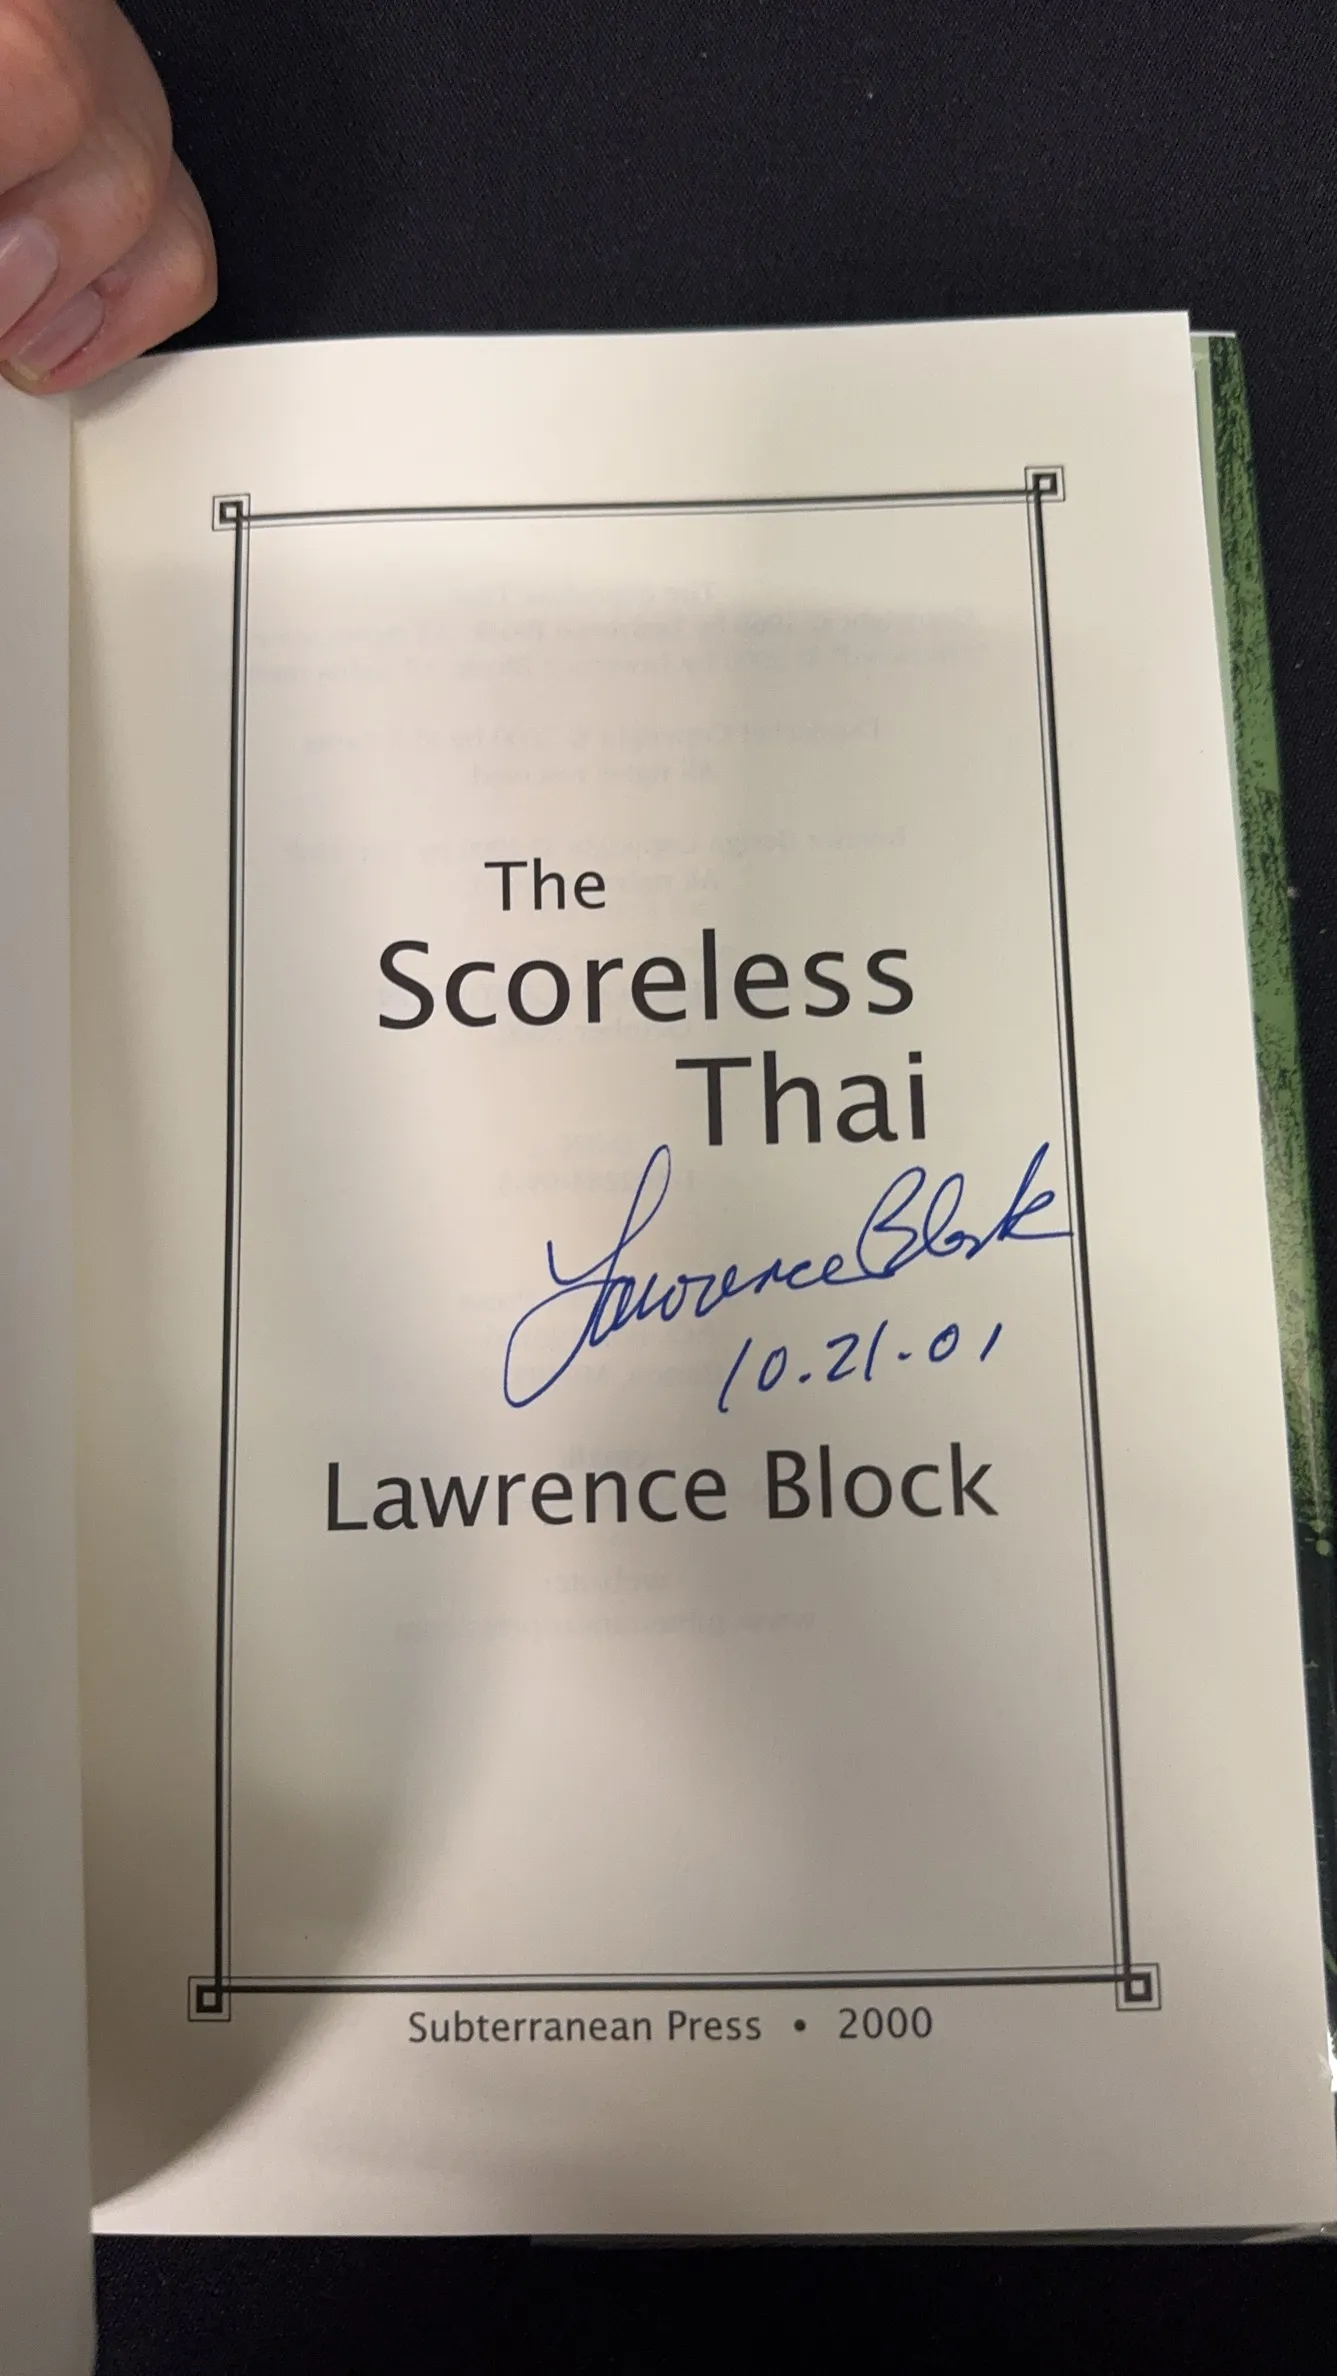 The
Scoreless
Thai
Lawrence Block
10.21.01
Lawrence Block
Subterranean Press • 2000